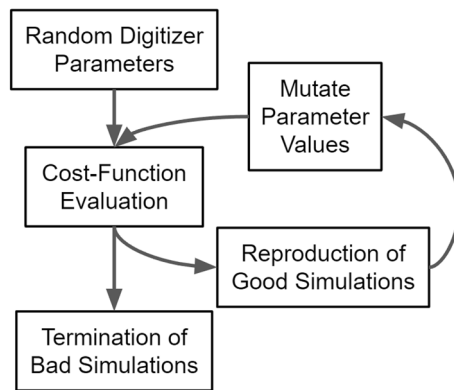 Random Digitizer
Parameters
Mutate
Parameter
Values
Cost-Function
Evaluation
Reproduction of
Good Simulations
Termination of
Bad Simulations